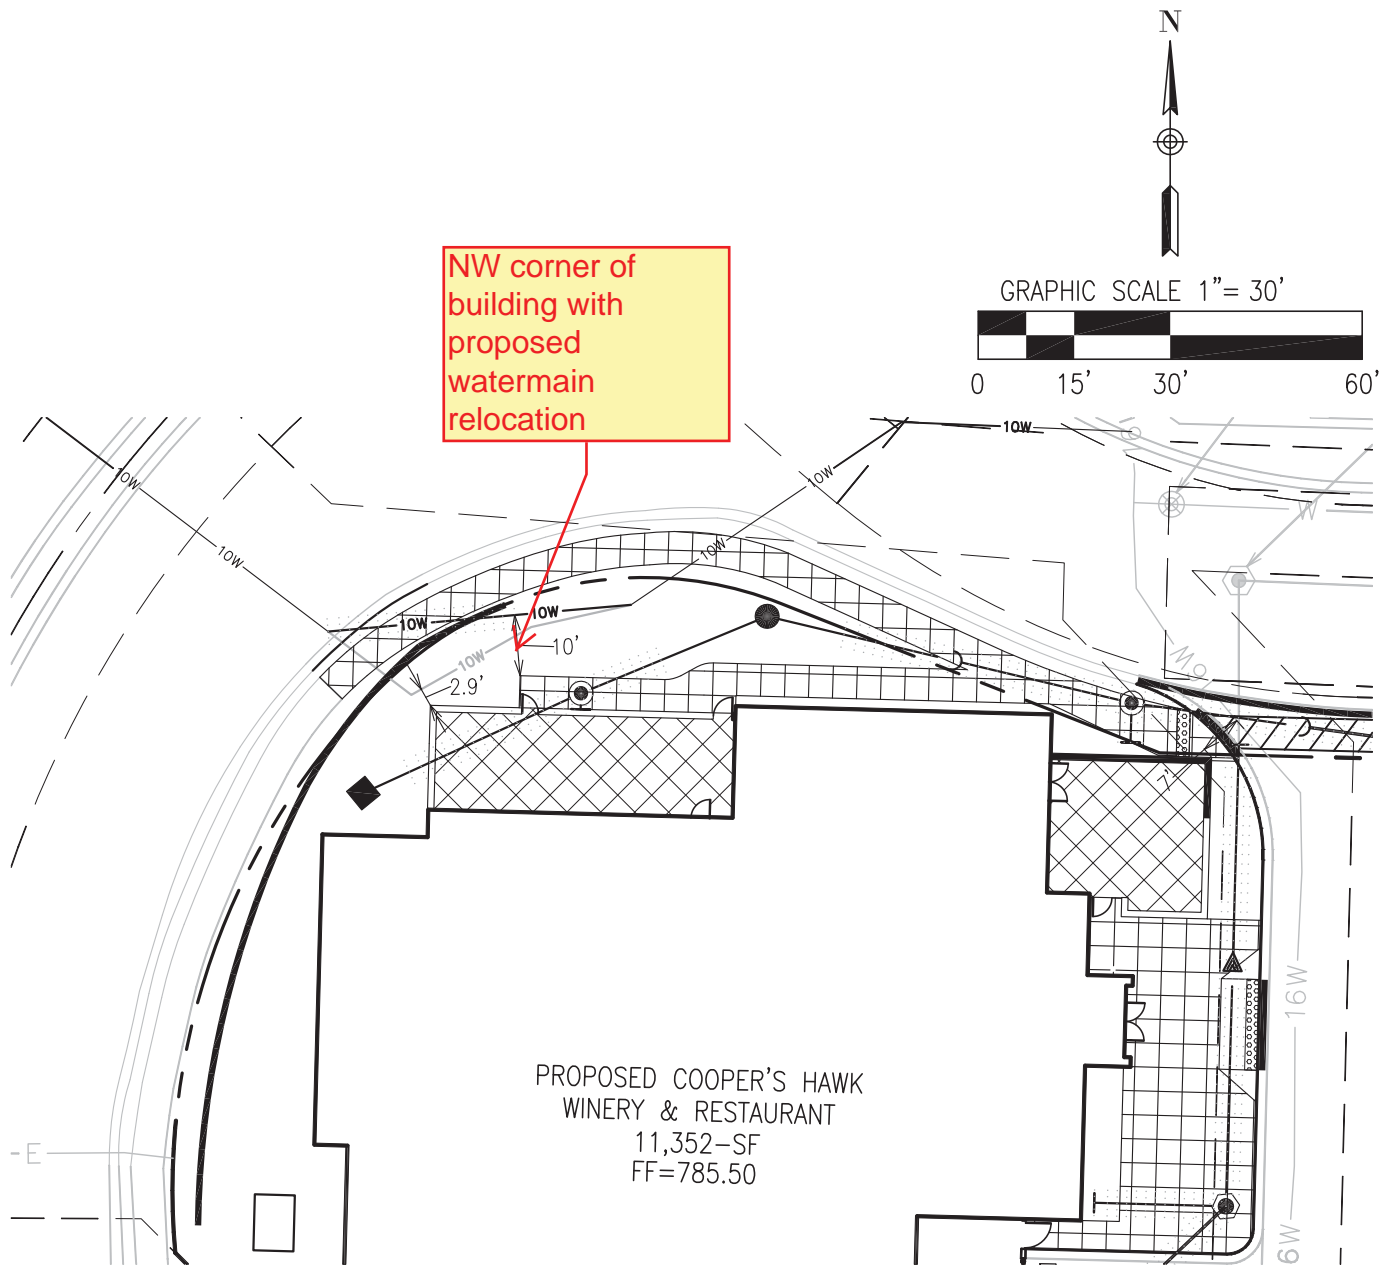 N
GRAPHIC SCALE 1"= 30'
0 15' 30' 60'
NW corner of
building with
proposed
watermain
relocation
10W
10W
10W
10W
10W
10W
10W
10W
W
10'
2.9'
7'
16W
6W
E
PROPOSED COOPER'S HAWK
WINERY & RESTAURANT
11,352-SF
FF=785.50